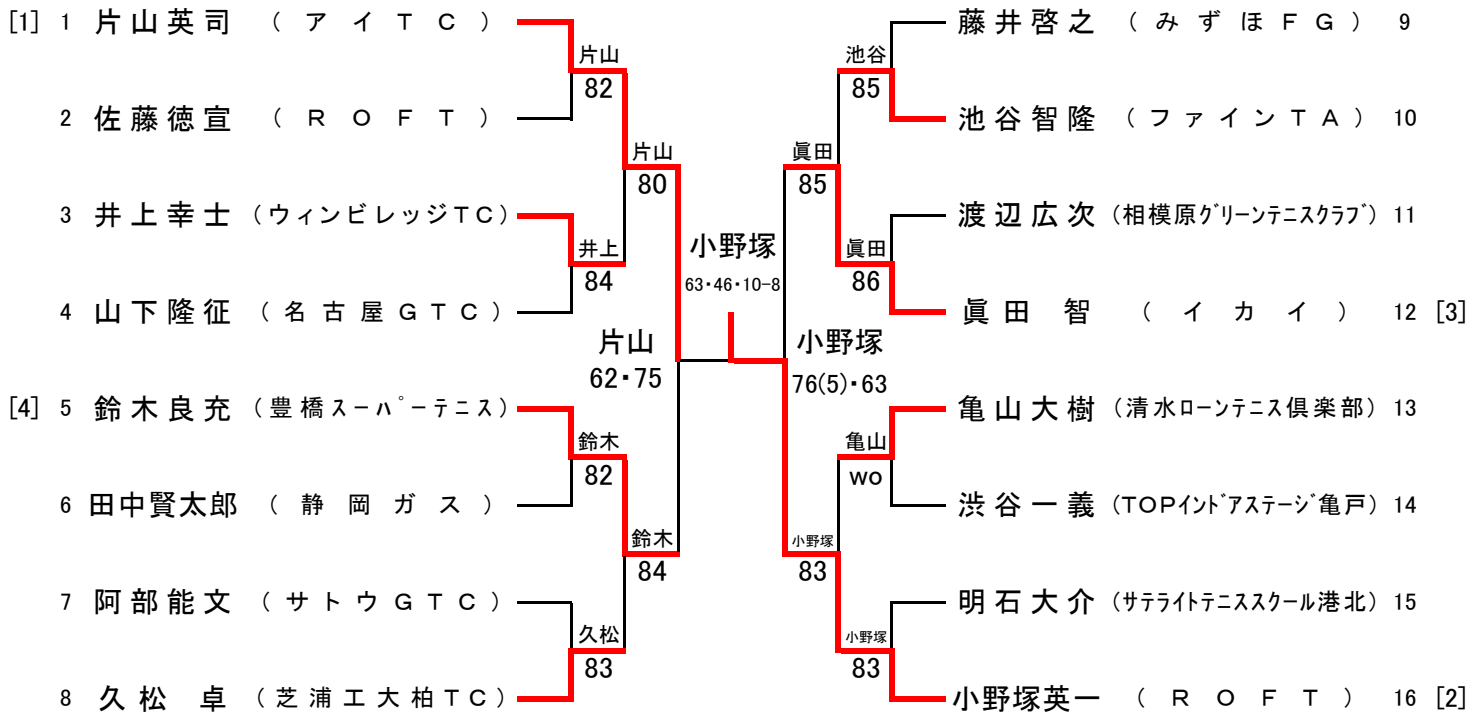 [1] 1 片山英司 (アイTC)
片山
82
2 佐藤徳宣 (ROFT)
片山
80
3 井上幸士 (ウィンビレッジTC)
井上
84
4 山下隆征 (名古屋GTC)
片山
62・75
[4] 5 鈴木良充 (豊橋スーパーテニス)
鈴木
82
6 田中賢太郎 (静岡ガス)
鈴木
84
7 阿部能文 (サトウGTC)
久松
83
8 久松 卓 (芝浦工大柏TC)
小野塚
63・46・10-8
藤井啓之 (みずほFG) 9
池谷
85
池谷智隆 (ファインTA) 10
眞田
85
渡辺広次 (相模原グリーンテニスクラブ) 11
眞田
86
眞田 智 (イカイ) 12 [3]
小野塚
76(5)・63
亀山大樹 (清水ローンテニス倶楽部) 13
亀山
wo
渋谷一義 (TOPインドアステージ亀戸) 14
小野塚
83
明石大介 (サテライトテニススクール港北) 15
小野塚
83
小野塚英一 (ROFT) 16 [2]